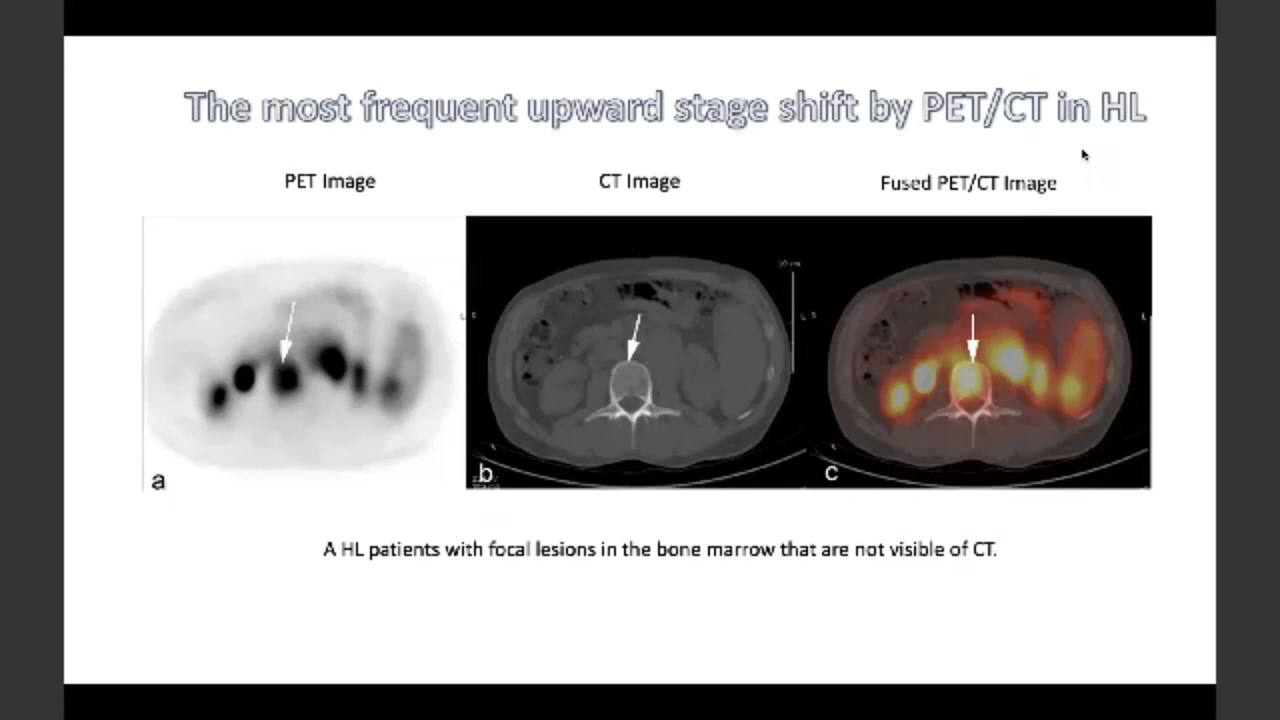 The most frequent upward stage shift by PET/CT in HL
PET Image
CT Image
Fused PET/CT Image
a
b
c
A HL patients with focal lesions in the bone marrow that are not visible of CT.